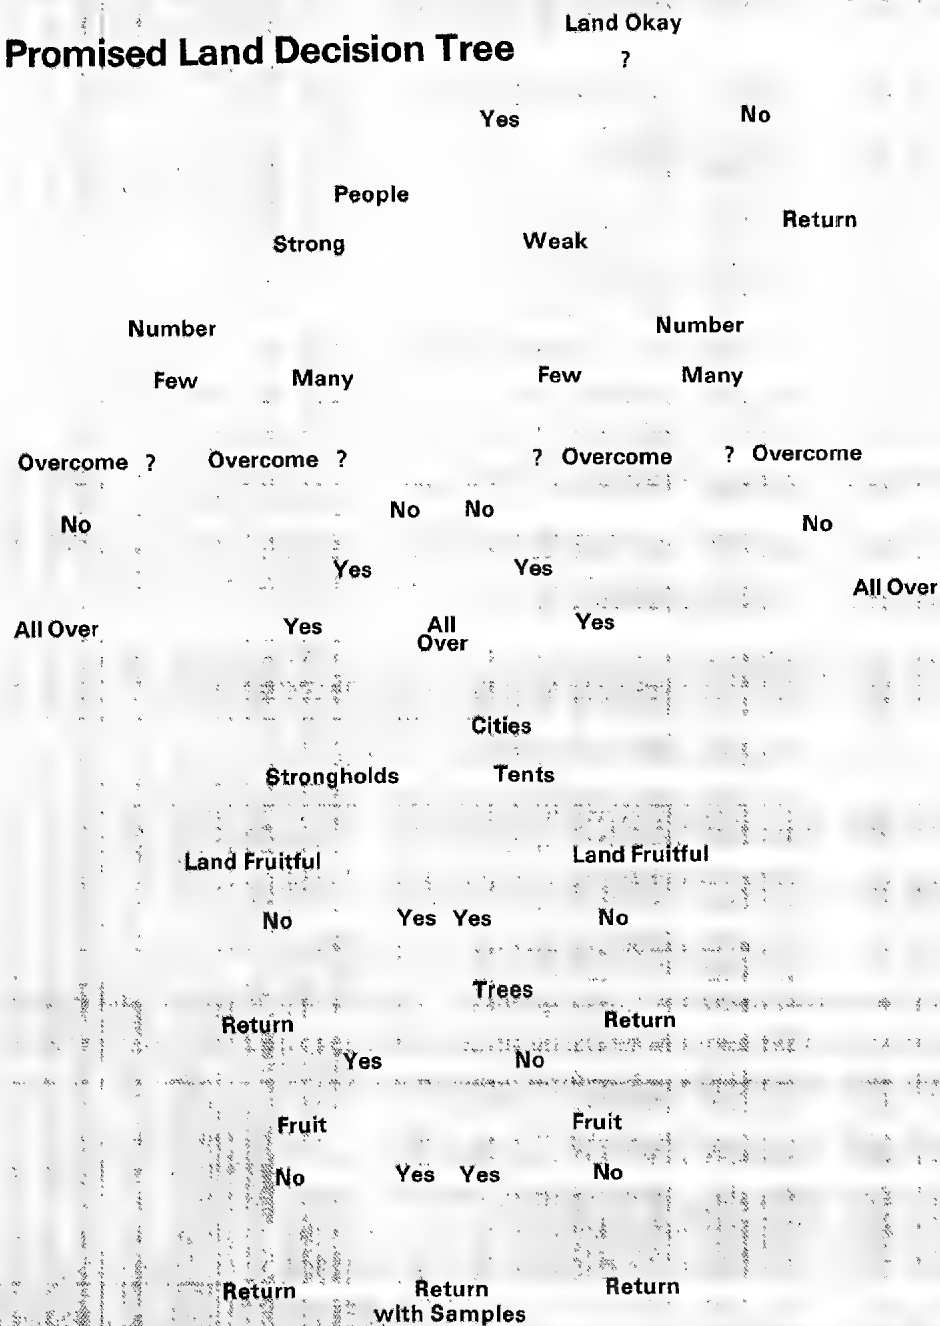 Land Okay
Promised Land Decision Tree
?
Yes No
People
Return
Strong Weak
Number Number
Few Many Few Many
Overcome ? Overcome ? ? Overcome ? Overcome
No No No No
Yes Yes
All Over
All Over Yes All Over Yes
Cities
Strongholds Tents
Land Fruitful Land Fruitful
No Yes Yes No
Trees
Return Return
Yes No
Fruit Fruit
No Yes Yes No
Return Return Return
with Samples